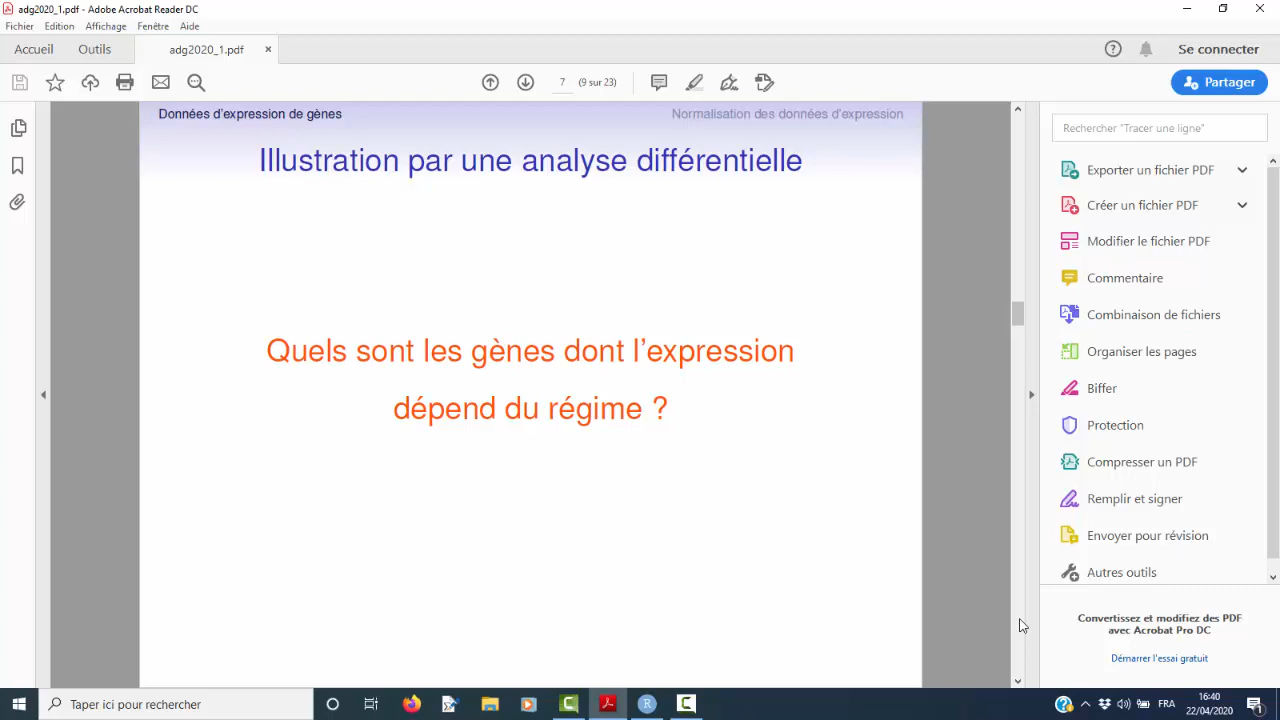 adg2020_1.pdf - Adobe Acrobat Reader DC
Fichier Edition Affichage Fenêtre Aide
Accueil Outils adg2020_1.pdf × Se connecter
7 (9 sur 23) Partager
Données d'expression de gènes Normalisation des données d'expression
Illustration par une analyse différentielle
Quels sont les gènes dont l'expression
dépend du régime ?
Rechercher "Tracer une ligne"
Exporter un fichier PDF
Créer un fichier PDF
Modifier le fichier PDF
Commentaire
Combinaison de fichiers
Organiser les pages
Biffer
Protection
Compresser un PDF
Remplir et signer
Envoyer pour révision
Autres outils
Convertissez et modifiez des PDF
avec Acrobat Pro DC
Démarrer l'essai gratuit
Taper ici pour rechercher
FRA
16:40
22/04/2020
1